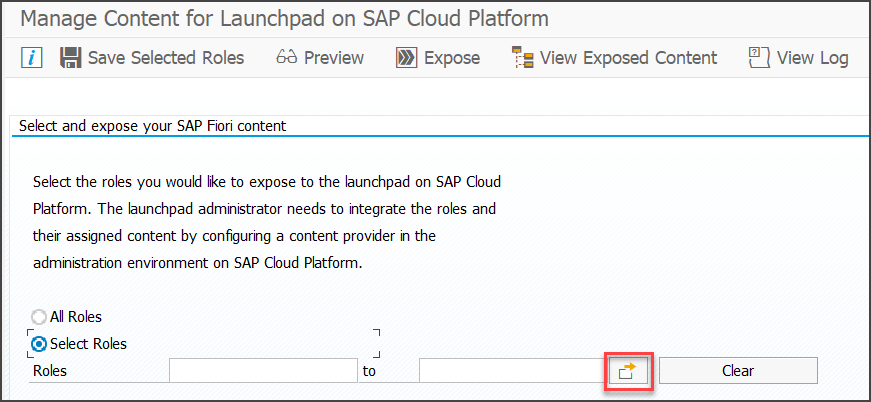 Manage Content for Launchpad on SAP Cloud Platform
i Save Selected Roles Preview Expose View Exposed Content ? View Log
Select and expose your SAP Fiori content
Select the roles you would like to expose to the launchpad on SAP Cloud
Platform. The launchpad administrator needs to integrate the roles and
their assigned content by configuring a content provider in the
administration environment on SAP Cloud Platform.
All Roles
Select Roles
Roles to Clear